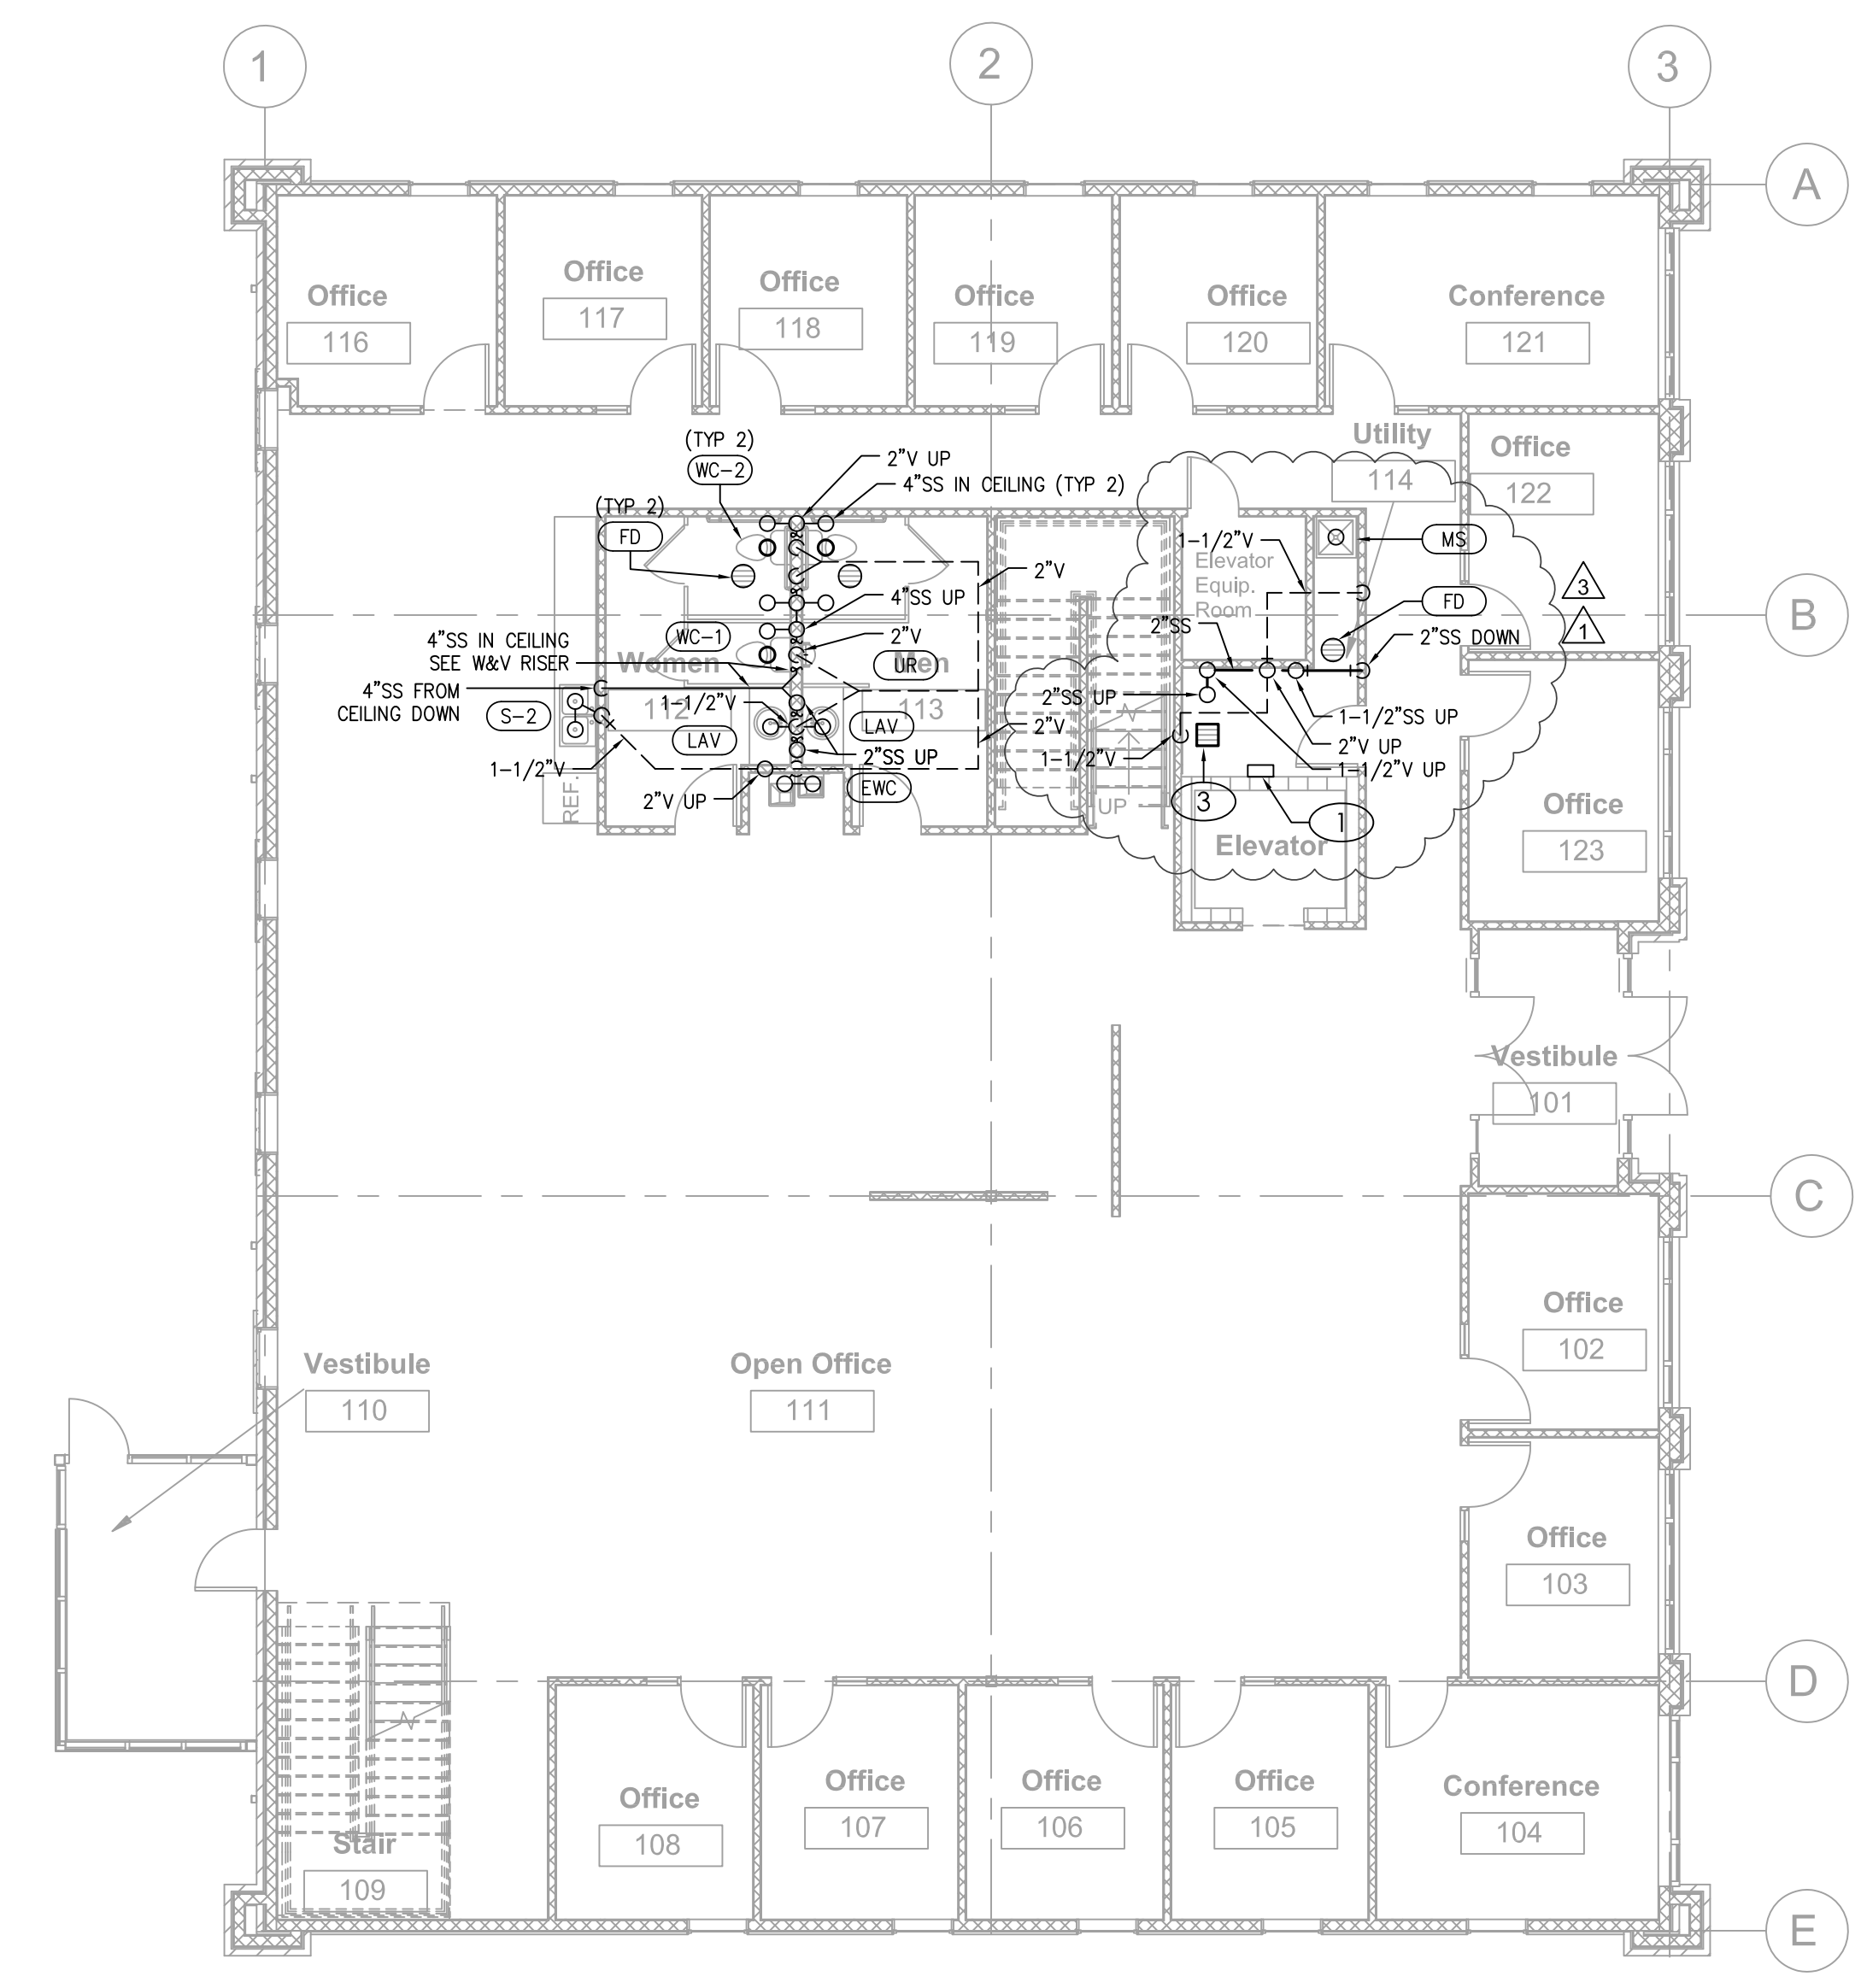 1
2
3
A
Office
116
Office
117
Office
118
Office
119
Office
120
Conference
121
(TYP 2)
WC-2
2"V UP
4"SS IN CEILING (TYP 2)
Utility
114
Office
122
(TYP 2)
FD
1-1/2"V
MS
Elevator
Equip.
Room
2"V
FD
3
1
B
4"SS UP
4"SS IN CEILING
SEE W&V RISER
WC-1
2"V
UR
2"SS
2"SS DOWN
Women
112
Men
113
4"SS FROM
CEILING DOWN
S-2
1-1/2"V
LAV
LAV
2"V
2"SS UP
2"SS UP
1-1/2"SS UP
2"V UP
1-1/2"V
1-1/2"V UP
1-1/2"V
REF.
2"V UP
EWC
UP
3
1
Elevator
Office
123
Vestibule
101
C
Office
102
Vestibule
110
Open Office
111
Office
103
D
Stair
109
Office
108
Office
107
Office
106
Office
105
Conference
104
E